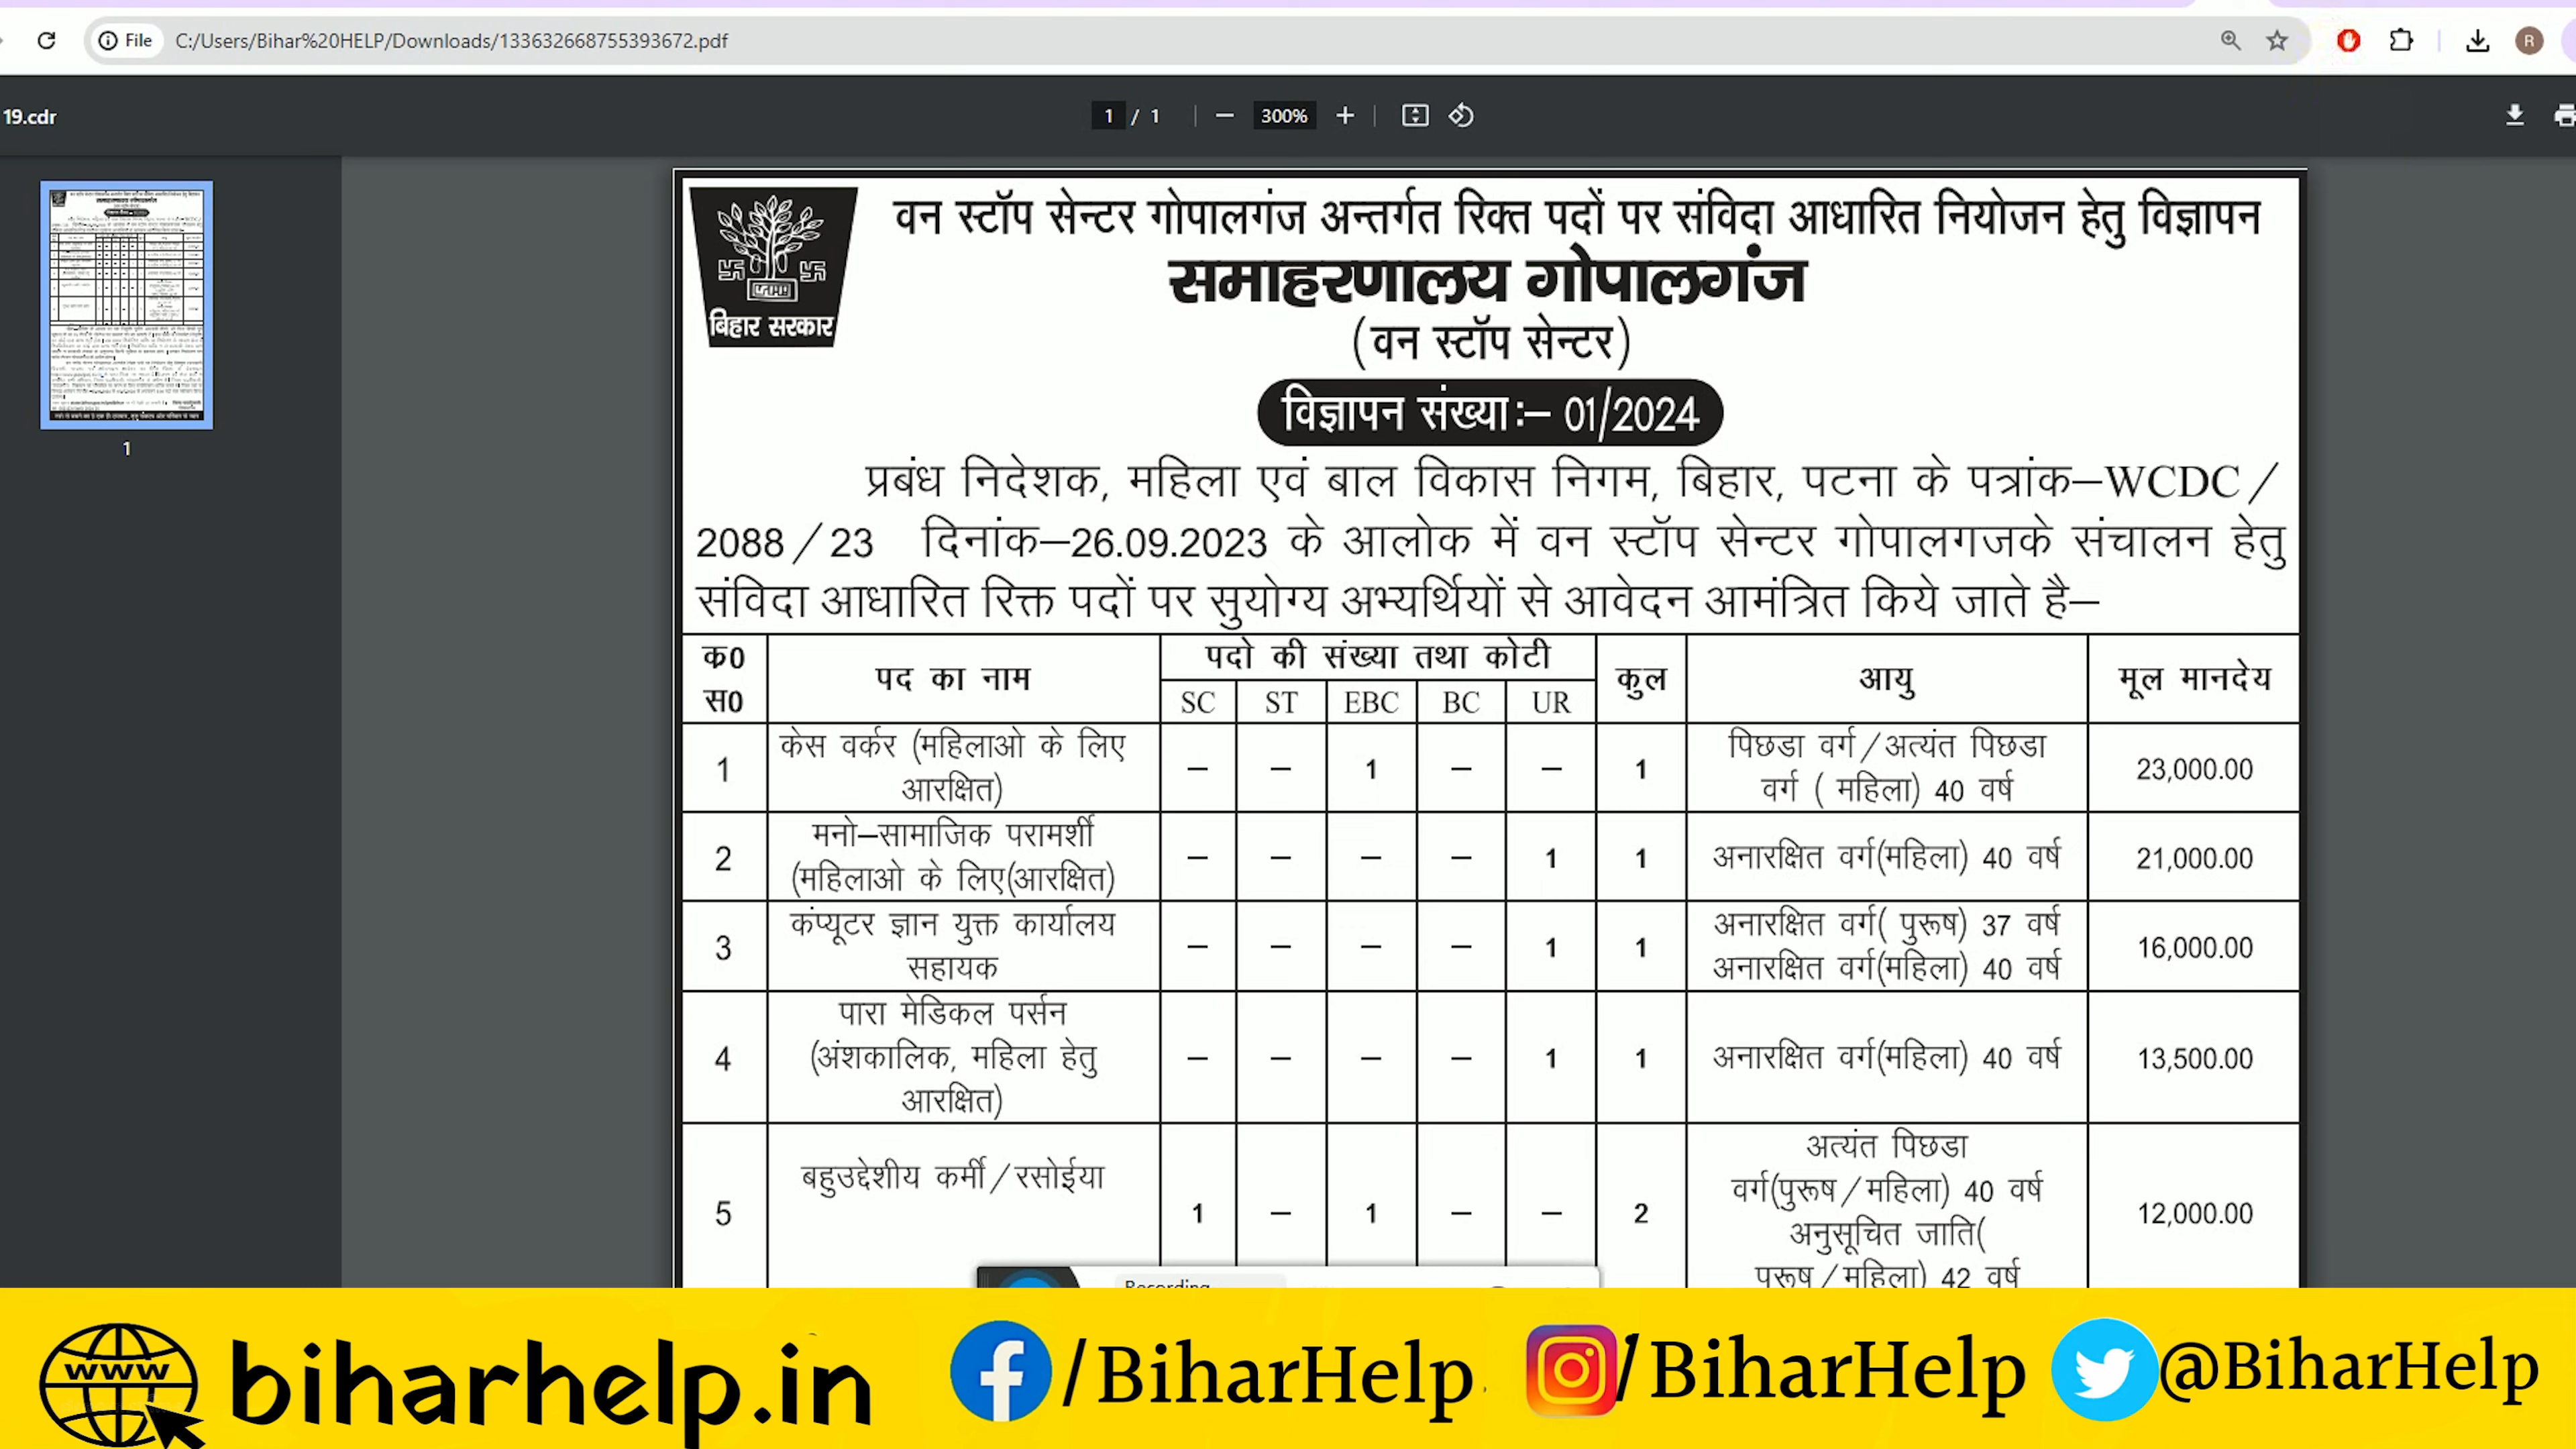 File C:/Users/Bihar%20HELP/Downloads/133632668755393672.pdf
R
19.cdr
1 / 1
300%
1
बिहार सरकार
वन स्टॉप सेन्टर गोपालगंज अन्तर्गत रिक्त पदों पर संविदा आधारित नियोजन हेतु विज्ञापन
समाहरणालय गोपालगंज
(वन स्टॉप सेन्टर)
विज्ञापन संख्या:– 01/2024
प्रबंध निदेशक, महिला एवं बाल विकास निगम, बिहार, पटना के पत्रांक–WCDC /
2088 / 23 दिनांक–26.09.2023 के आलोक में वन स्टॉप सेन्टर गोपालगजके संचालन हेतु
संविदा आधारित रिक्त पदों पर सुयोग्य अभ्यर्थियों से आवेदन आमंत्रित किये जाते है–
क0 स0 पद का नाम पदो की संख्या तथा कोटी कुल आयु मूल मानदेय
SC ST EBC BC UR
1 केस वर्कर (महिलाओ के लिए आरक्षित) – – 1 – – 1 पिछडा वर्ग / अत्यंत पिछडा वर्ग ( महिला) 40 वर्ष 23,000.00
2 मनो–सामाजिक परामर्शी (महिलाओ के लिए(आरक्षित) – – – – 1 1 अनारक्षित वर्ग(महिला) 40 वर्ष 21,000.00
3 कंप्यूटर ज्ञान युक्त कार्यालय सहायक – – – – 1 1 अनारक्षित वर्ग( पुरूष) 37 वर्ष अनारक्षित वर्ग(महिला) 40 वर्ष 16,000.00
4 पारा मेडिकल पर्सन (अंशकालिक, महिला हेतु आरक्षित) – – – – 1 1 अनारक्षित वर्ग(महिला) 40 वर्ष 13,500.00
5 बहुउद्देशीय कर्मी / रसोईया 1 – 1 – – 2 अत्यंत पिछडा वर्ग(पुरूष / महिला) 40 वर्ष अनुसूचित जाति( पुरूष / महिला) 42 वर्ष 12,000.00
Recording
www biharhelp.in /BiharHelp /BiharHelp @BiharHelp